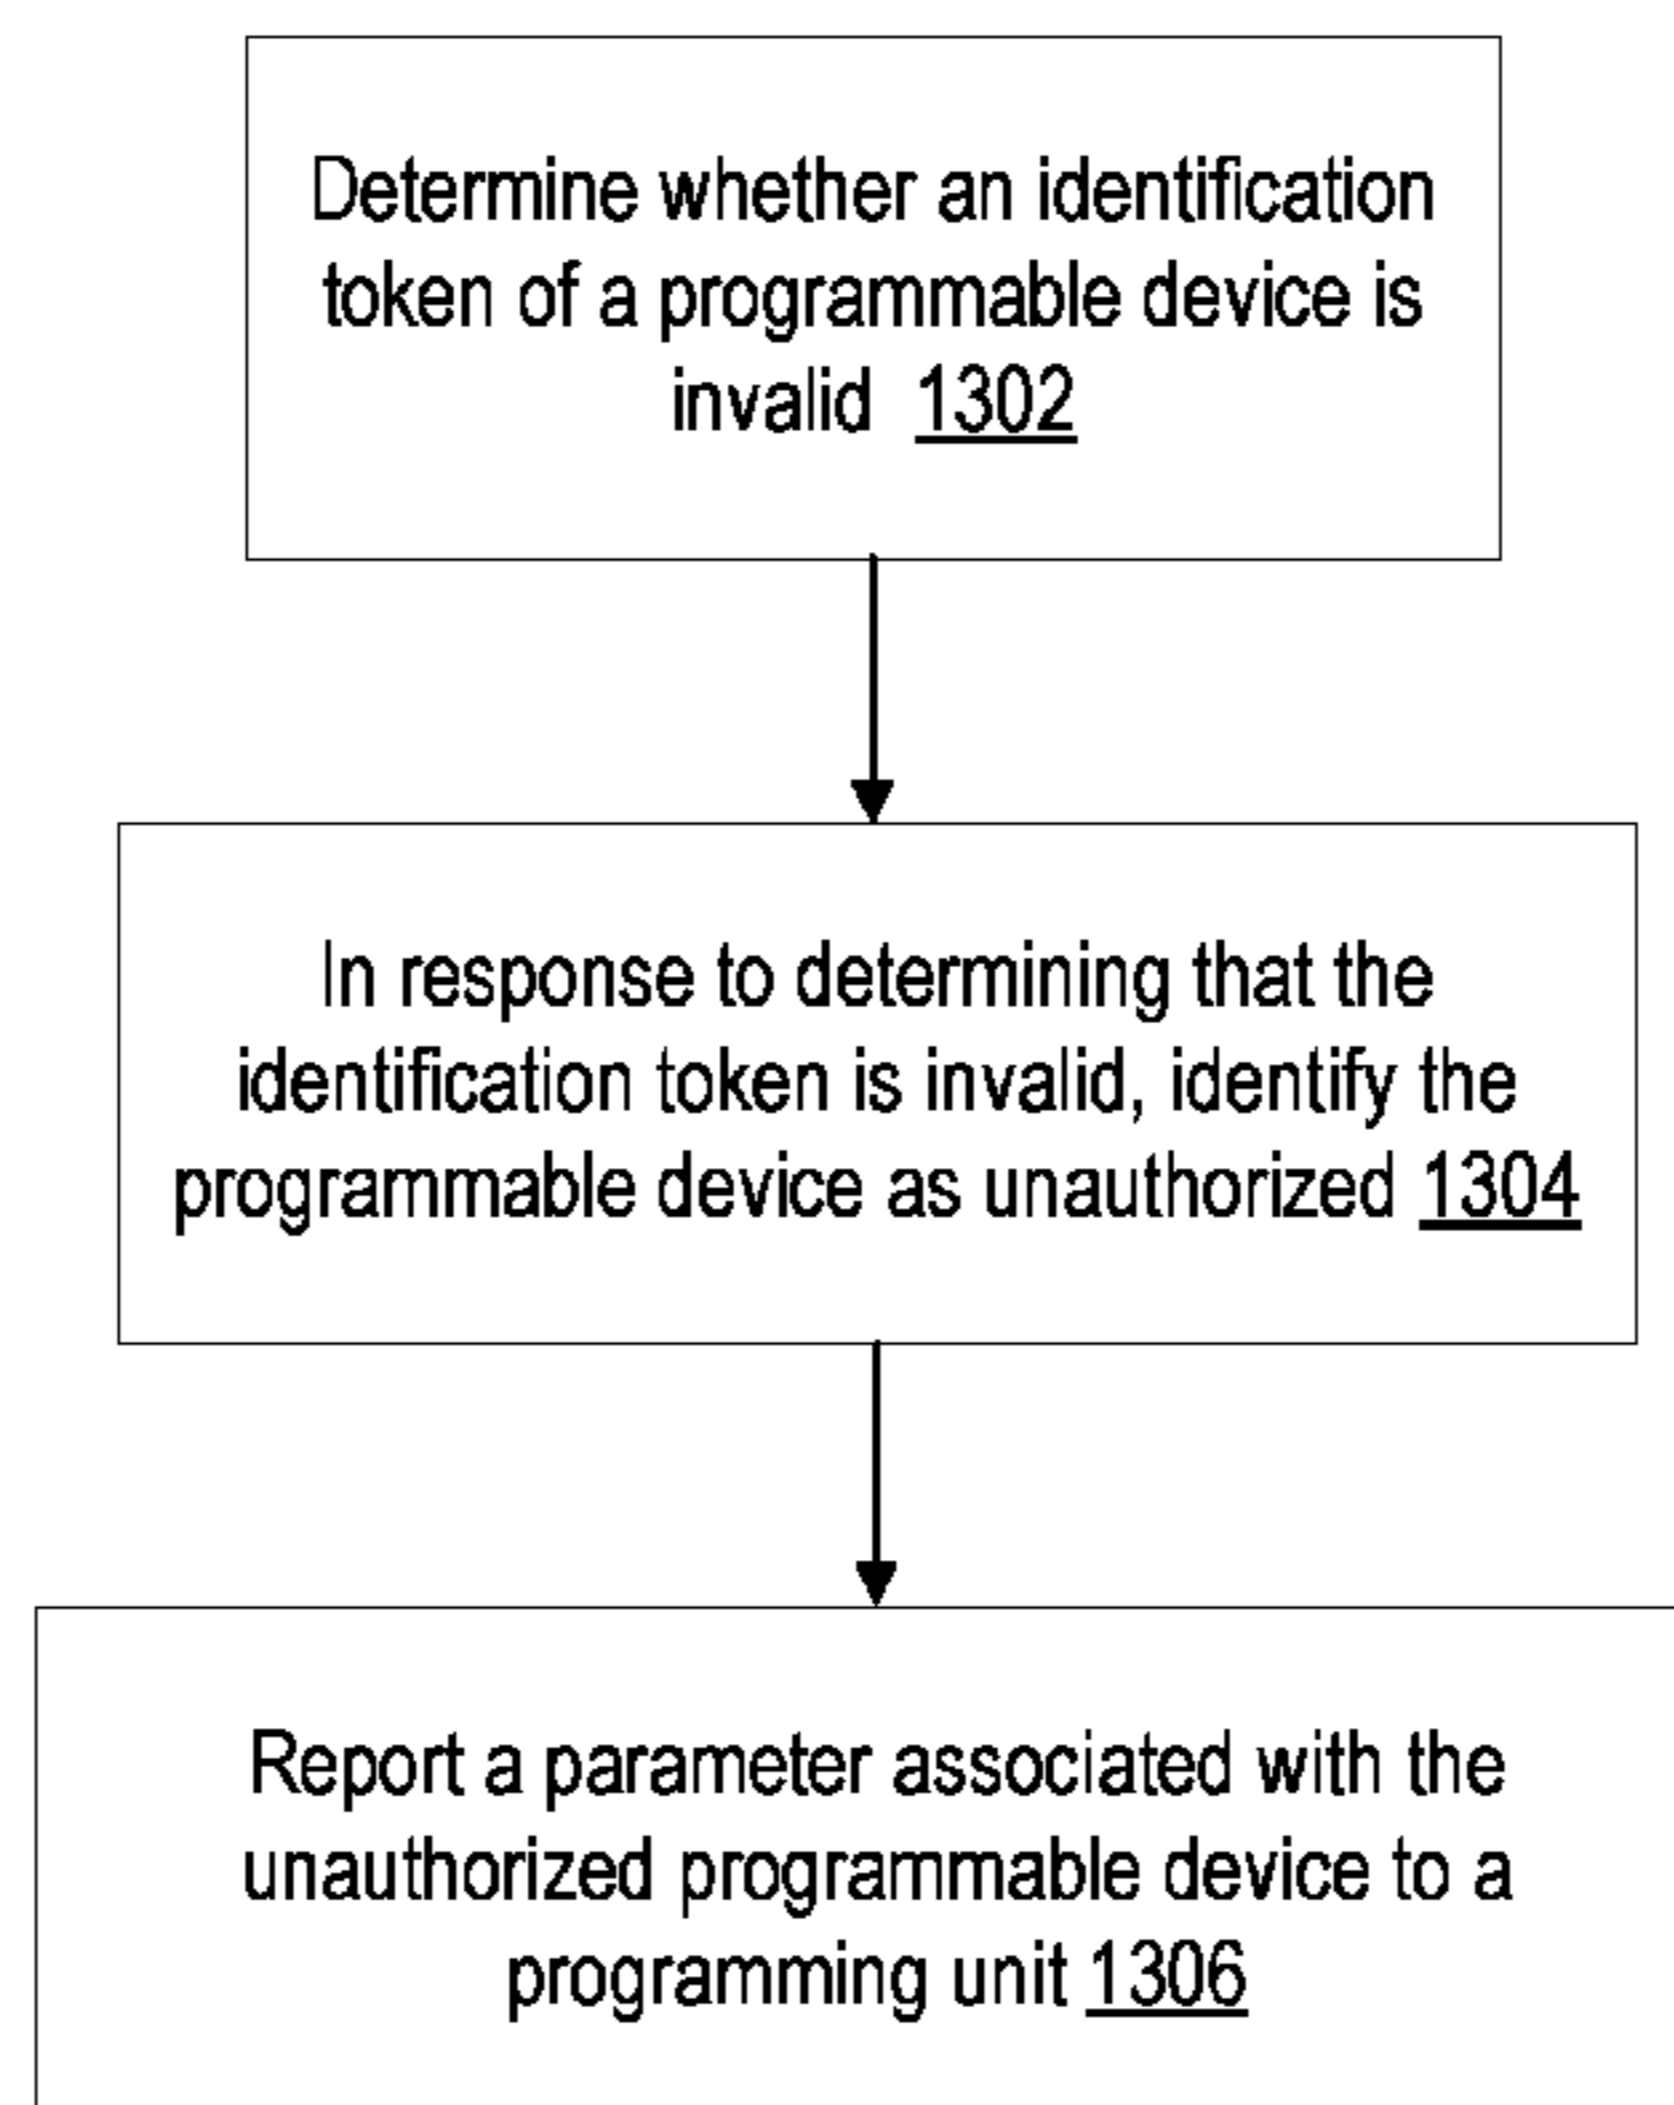 Determine whether an identification
token of a programmable device is
invalid 1302
In response to determining that the
identification token is invalid, identify the
programmable device as unauthorized 1304
Report a parameter associated with the
unauthorized programmable device to a
programming unit 1306